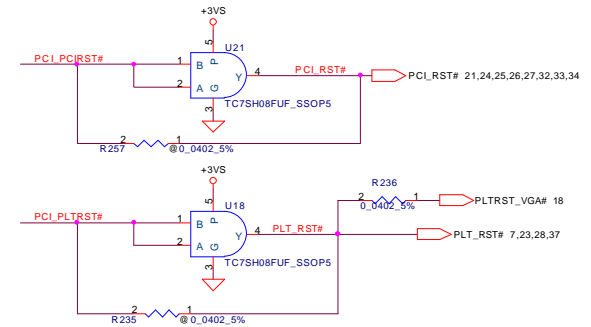 +3VS
U21
5
PCI_PCIRST#
1
B
P
Y
4
PCI_RST#
PCI_RST# 21,24,25,26,27,32,33,34
2
A
G
TC7SH08FUF_SSOP5
3
2
1
R257
@0_0402_5%
+3VS
R236
5
U18
2
1
PLTRST_VGA# 18
0_0402_5%
PCI_PLTRST#
1
B
P
Y
4
PLT_RST#
PLT_RST# 7,23,28,37
2
A
G
TC7SH08FUF_SSOP5
3
2
1
R235
@0_0402_5%